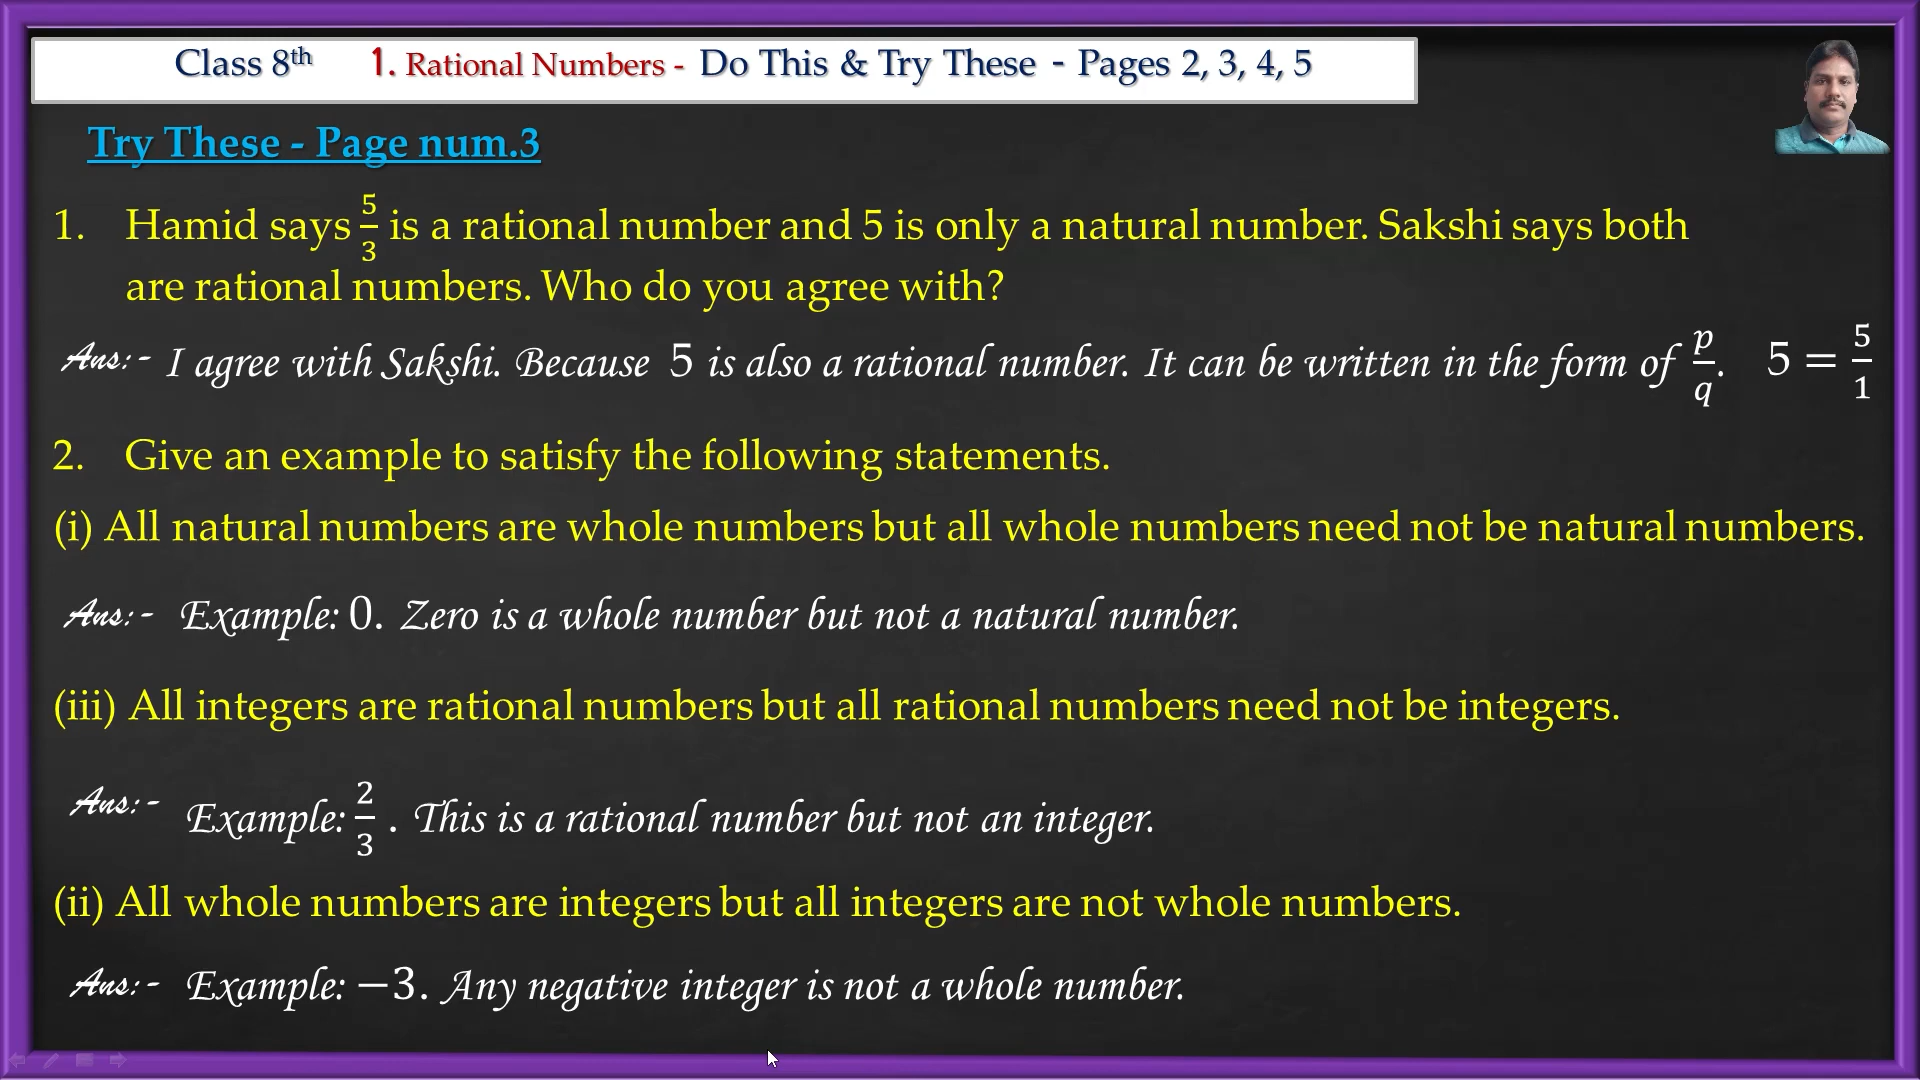 Class 8th 1. Rational Numbers - Do This & Try These - Pages 2, 3, 4, 5
Try These - Page num.3
1. Hamid says 5/3 is a rational number and 5 is only a natural number. Sakshi says both
are rational numbers. Who do you agree with?
Ans:- I agree with Sakshi. Because 5 is also a rational number. It can be written in the form of p/q. 5 = 5/1
2. Give an example to satisfy the following statements.
(i) All natural numbers are whole numbers but all whole numbers need not be natural numbers.
Ans:- Example: 0. Zero is a whole number but not a natural number.
(iii) All integers are rational numbers but all rational numbers need not be integers.
Ans:- Example: 2/3 . This is a rational number but not an integer.
(ii) All whole numbers are integers but all integers are not whole numbers.
Ans:- Example: −3. Any negative integer is not a whole number.